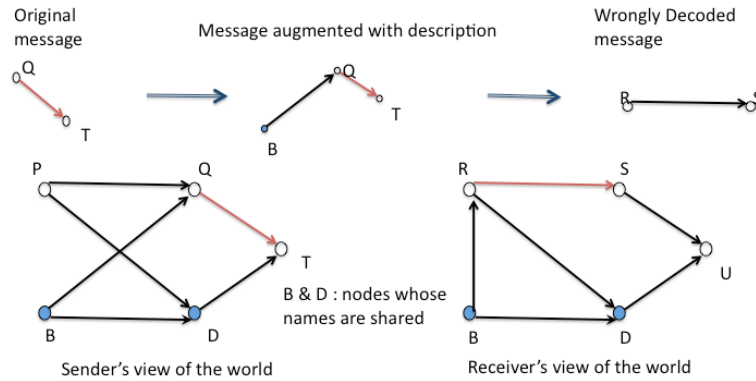 Original
message
Message augmented with description
Wrongly Decoded
message
Q
T
Q
T
B
R
P
Q
T
B
D
B & D : nodes whose
names are shared
R
S
U
B
D
Sender's view of the world
Receiver's view of the world